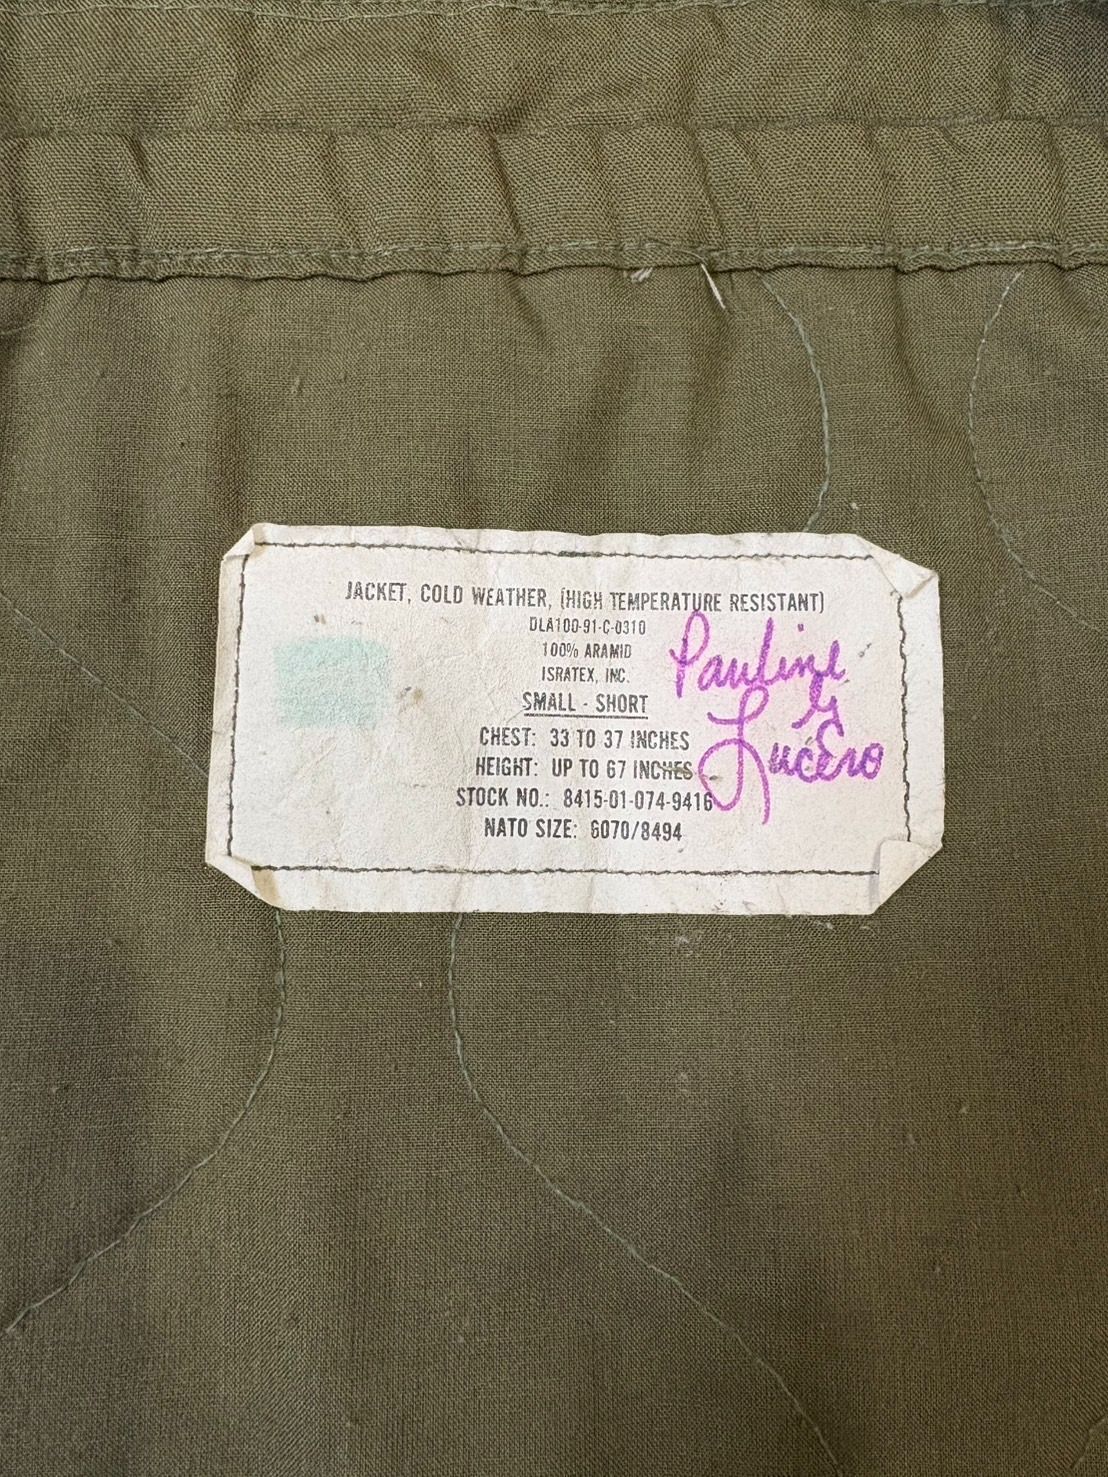 JACKET, COLD WEATHER, (HIGH TEMPERATURE RESISTANT)
DLA100-91-C-0310
100% ARAMID
ISRATEX, INC.
SMALL - SHORT
CHEST: 33 TO 37 INCHES
HEIGHT: UP TO 67 INCHES
STOCK NO.: 8415-01-074-9416
NATO SIZE: 6070/8494
Pauline
G
Lucero